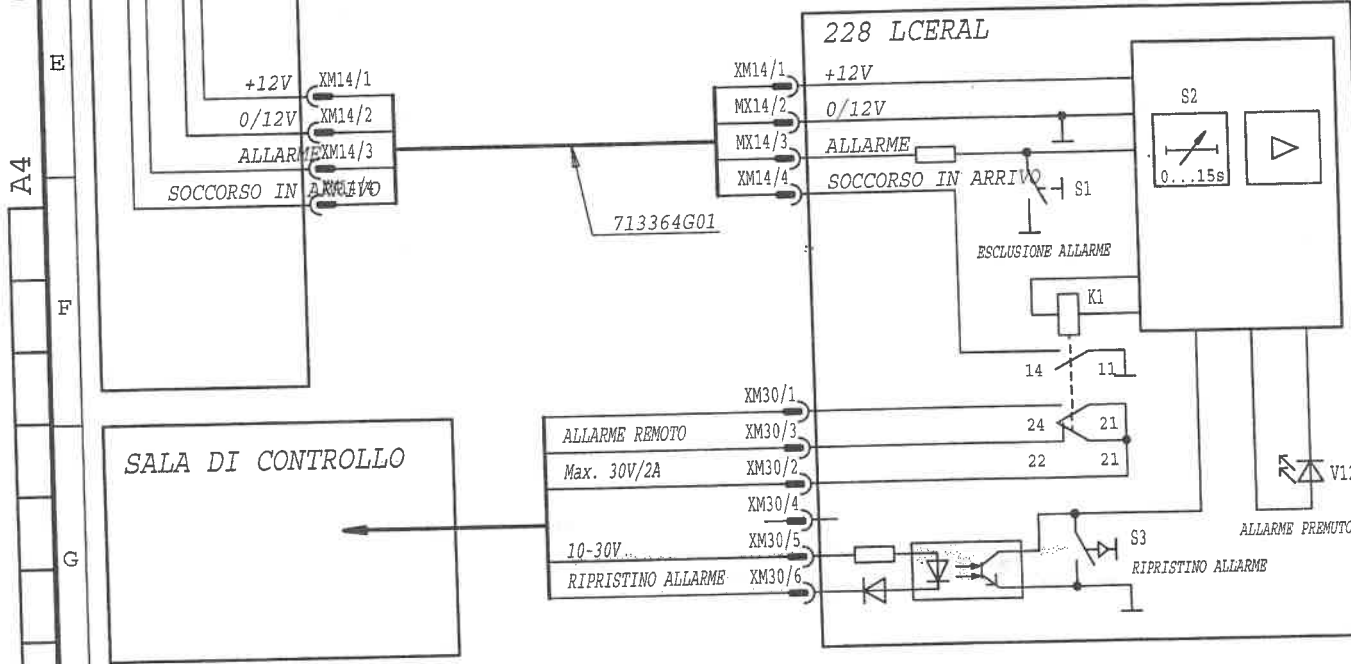 E
F
G
A4
+12V XM14/1
0/12V XM14/2
ALLARME XM14/3
SOCCORSO IN ARRIVO
713364G01
228 LCERAL
XM14/1 +12V
MX14/2 0/12V
MX14/3 ALLARME
XM14/4 SOCCORSO IN ARRIVO
S1
ESCLUSIONE ALLARME
S2
0...15s
K1
14 11
24 21
22 21
SALA DI CONTROLLO
XM30/1
ALLARME REMOTO XM30/3
Max. 30V/2A XM30/2
XM30/4
10-30V XM30/5
RIPRISTINO ALLARME XM30/6
S3
RIPRISTINO ALLARME
ALLARME PREMUTO